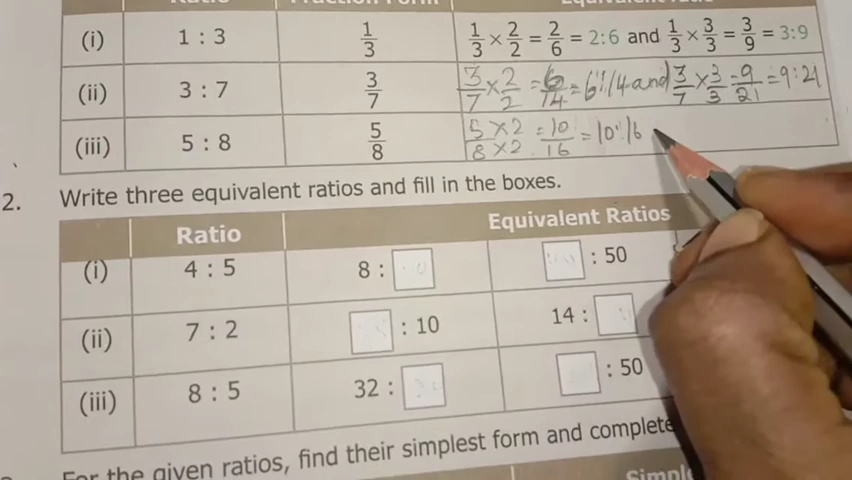 (i) 1 : 3 1/3 1/3 × 2/2 = 2/6 = 2:6 and 1/3 × 3/3 = 3/9 = 3:9
(ii) 3 : 7 3/7 3/7 × 2/2 = 6/14 = 6:14 and 3/7 × 3/3 = 9/21 = 9:21
(iii) 5 : 8 5/8 5×2/8×2 = 10/16 = 10:16
2. Write three equivalent ratios and fill in the boxes.
Ratio Equivalent Ratios
(i) 4 : 5 8 : : 50
(ii) 7 : 2 : 10 14 :
(iii) 8 : 5 32 : : 50
For the given ratios, find their simplest form and complete